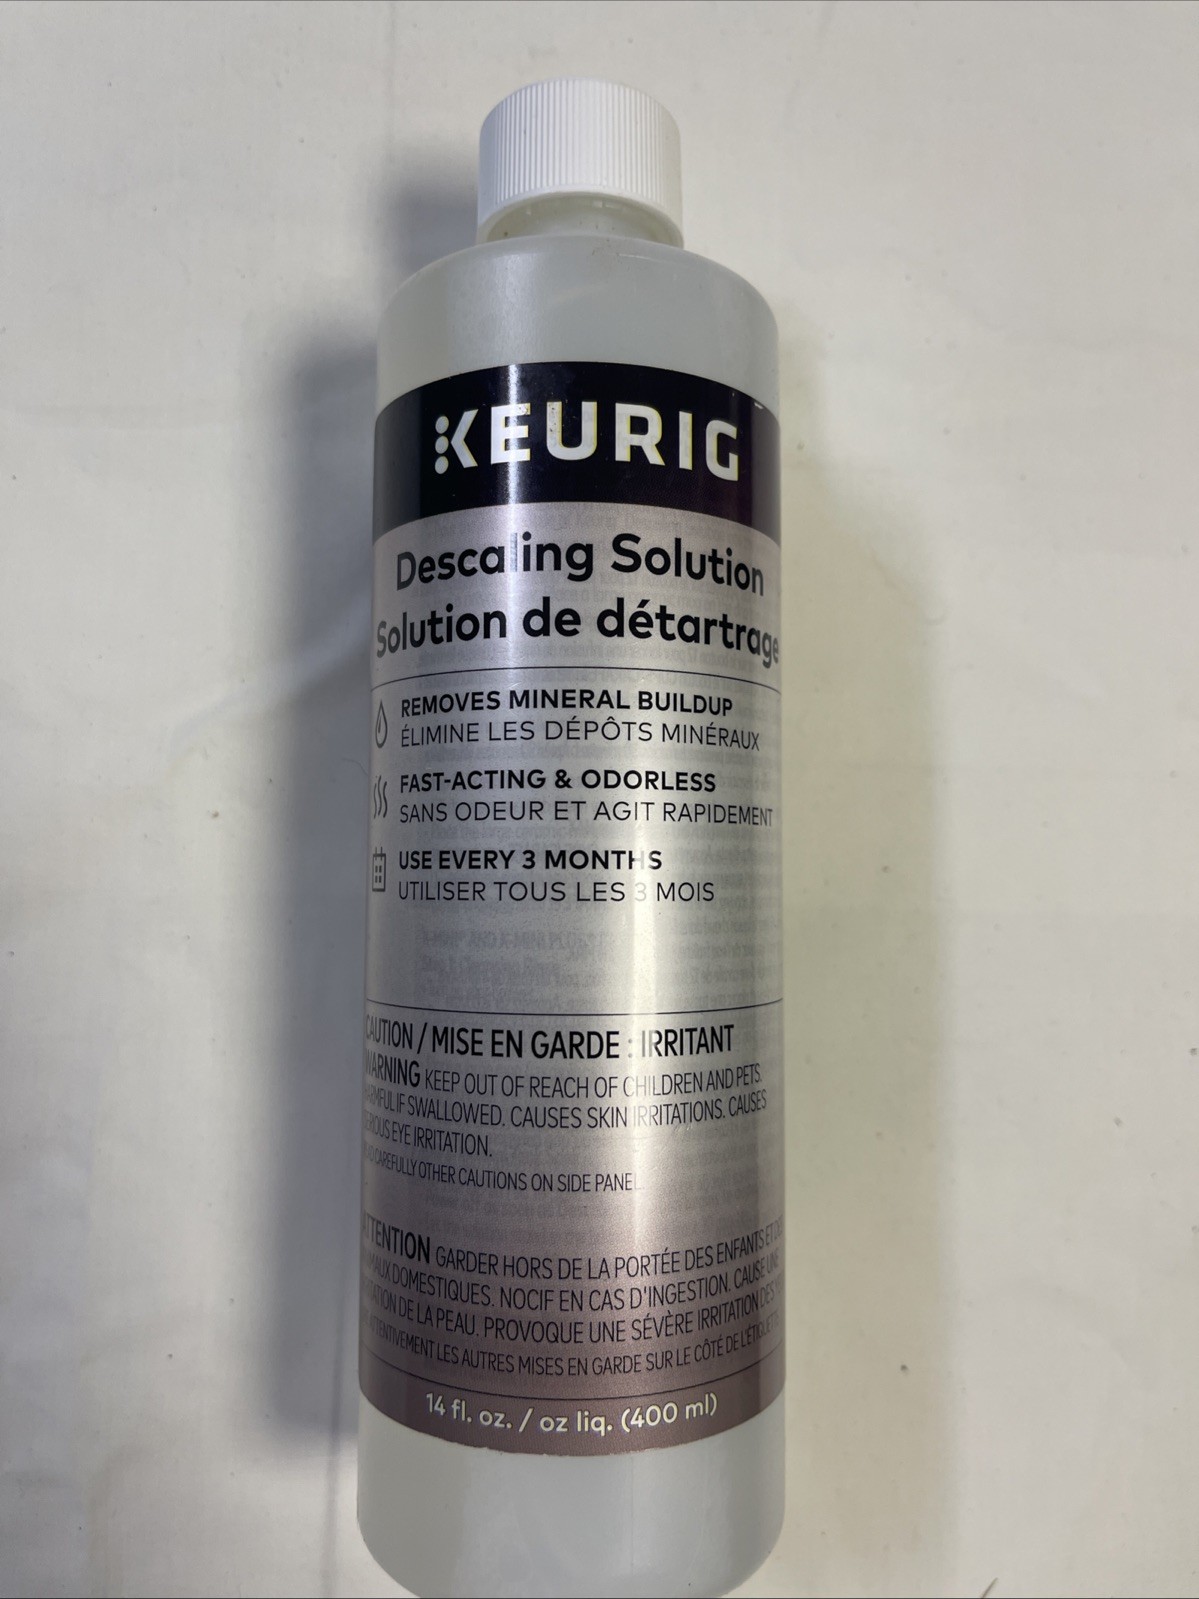 KEURIG
Descaling Solution
Solution de détartrage
REMOVES MINERAL BUILDUP
ÉLIMINE LES DÉPÔTS MINÉRAUX
FAST-ACTING & ODORLESS
SANS ODEUR ET AGIT RAPIDEMENT
USE EVERY 3 MONTHS
UTILISER TOUS LES 3 MOIS
CAUTION / MISE EN GARDE : IRRITANT
WARNING KEEP OUT OF REACH OF CHILDREN AND PETS.
HARMFUL IF SWALLOWED. CAUSES SKIN IRRITATIONS. CAUSES
SERIOUS EYE IRRITATION.
CAREFULLY OTHER CAUTIONS ON SIDE PANEL
ATTENTION GARDER HORS DE LA PORTÉE DES ENFANTS ET
DOMESTIQUES. NOCIF EN CAS D'INGESTION. CAUSE UNE
DE LA PEAU. PROVOQUE UNE SÉVÈRE IRRITATION DES
ATTENTIVEMENT LES AUTRES MISES EN GARDE SUR LE CÔTÉ DE L'ÉTIQUETTE
14 fl. oz. / oz liq. (400 ml)